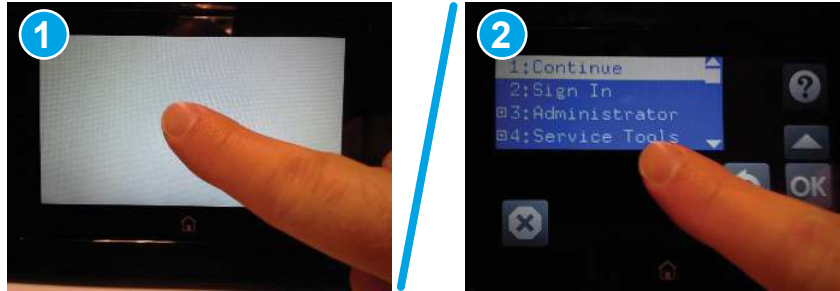 1
2
1:Continue
2:Sign In
+3:Administrator
+4:Service Tools
?
OK